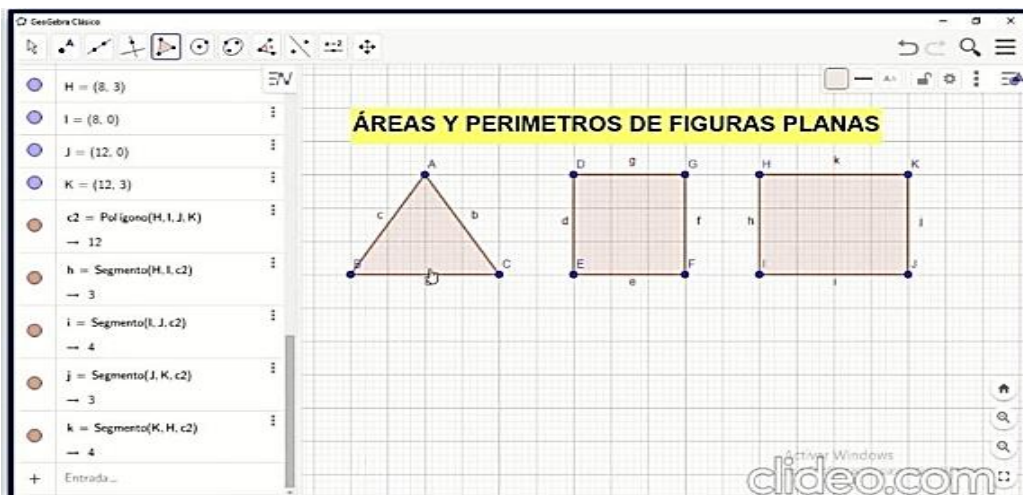 GeoGebra Clásico
H = (8, 3)
I = (8, 0)
J = (12, 0)
K = (12, 3)
c2 = Polígono(H, I, J, K)
→ 12
h = Segmento(H, I, c2)
→ 3
i = Segmento(I, J, c2)
→ 4
j = Segmento(J, K, c2)
→ 3
k = Segmento(K, H, c2)
→ 4
+ Entrada...
ÁREAS Y PERIMETROS DE FIGURAS PLANAS
A
c
b
B
C
D
g
G
d
f
E
F
e
H
k
K
h
j
I
J
i
Activar Windows
clideo.com